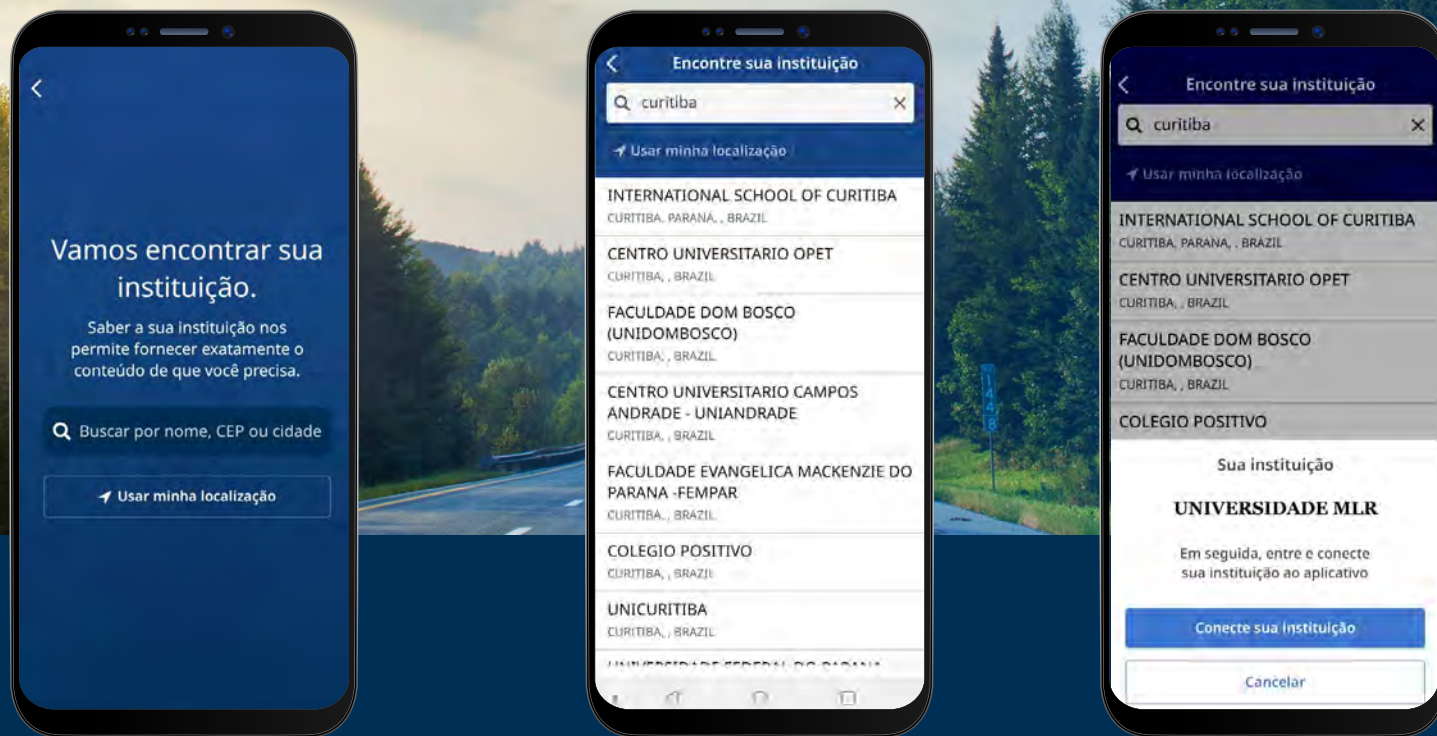 Vamos encontrar sua
instituição.
Saber a sua instituição nos
permite fornecer exatamente o
conteúdo de que você precisa.
Buscar por nome, CEP ou cidade
Usar minha localização
Encontre sua instituição
curitiba
Usar minha localização
INTERNATIONAL SCHOOL OF CURITIBA
CURITIBA, PARANA, , BRAZIL
CENTRO UNIVERSITARIO OPET
CURITIBA, , BRAZIL
FACULDADE DOM BOSCO
(UNIDOMBOSCO)
CURITIBA, , BRAZIL
CENTRO UNIVERSITARIO CAMPOS
ANDRADE - UNIANDRADE
CURITIBA, , BRAZIL
FACULDADE EVANGELICA MACKENZIE DO
PARANA -FEMPAR
CURITIBA, , BRAZIL
COLEGIO POSITIVO
CURITIBA, , BRAZIL
UNICURITIBA
CURITIBA, , BRAZIL
UNIVERSIDADE FEDERAL DO PARANA
1448
Encontre sua instituição
curitiba
Usar minha localização
INTERNATIONAL SCHOOL OF CURITIBA
CURITIBA, PARANA, , BRAZIL
CENTRO UNIVERSITARIO OPET
CURITIBA, , BRAZIL
FACULDADE DOM BOSCO
(UNIDOMBOSCO)
CURITIBA, , BRAZIL
COLEGIO POSITIVO
Sua instituição
UNIVERSIDADE MLR
Em seguida, entre e conecte
sua instituição ao aplicativo
Conecte sua instituição
Cancelar